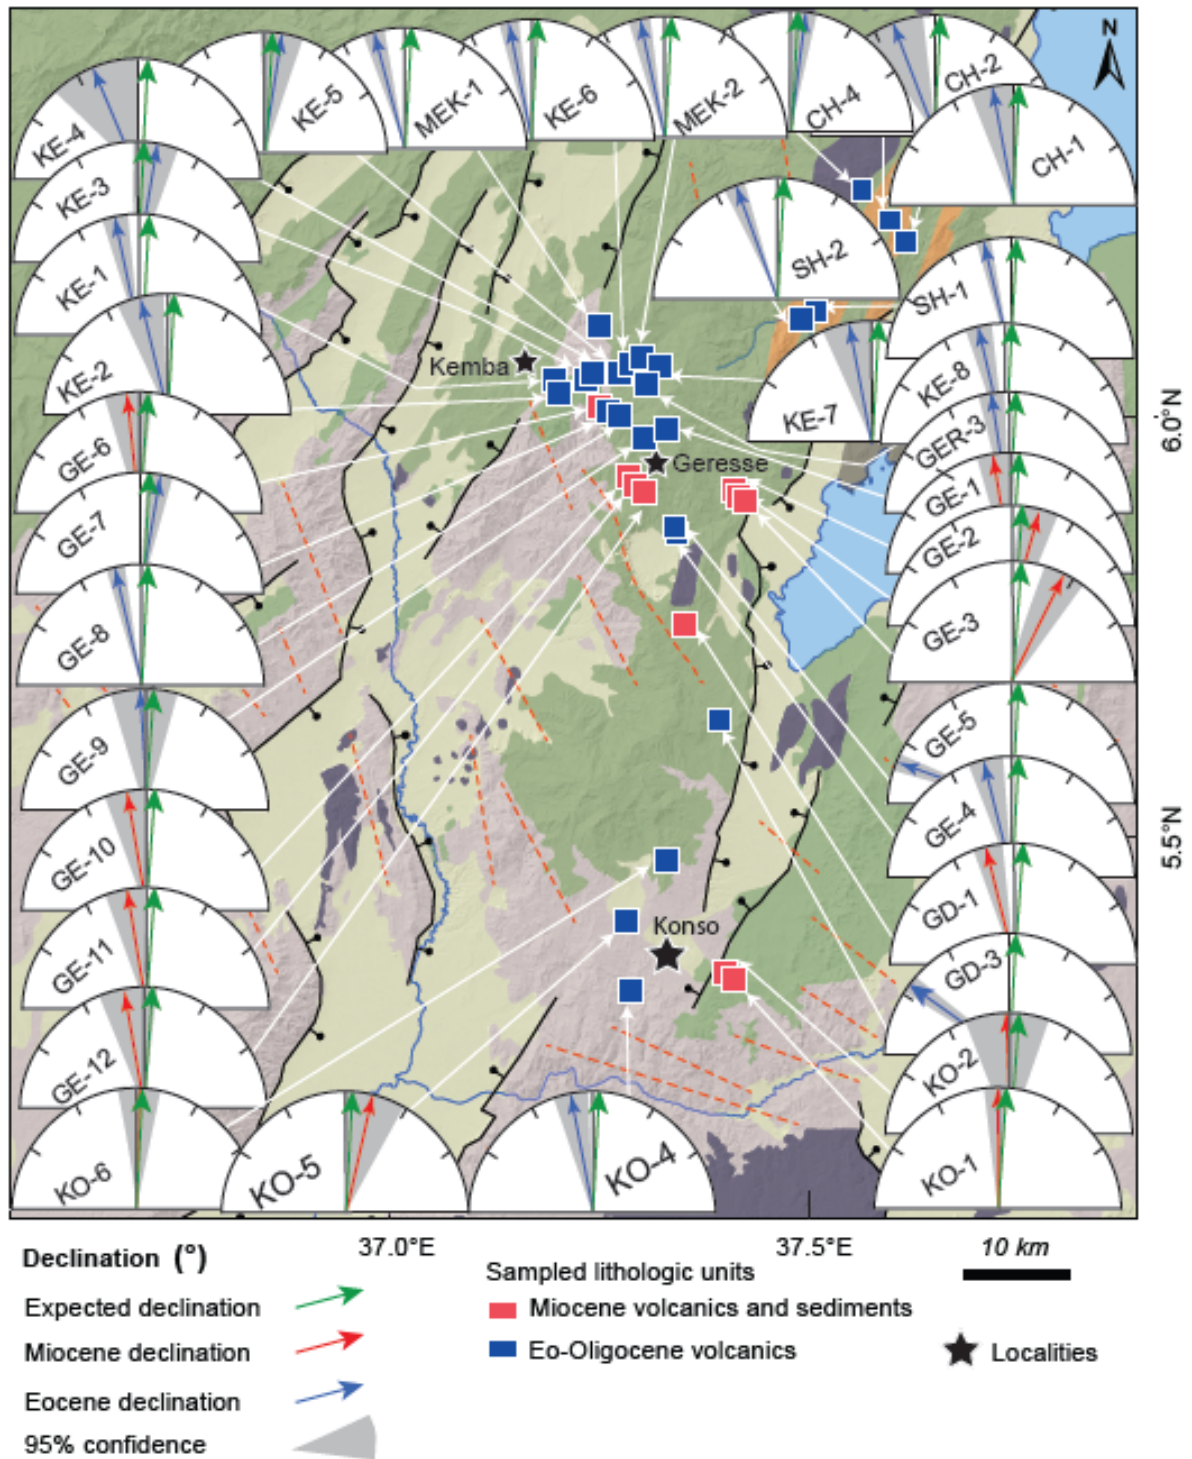 N
KE-5
MEK-1
KE-6
MEK-2
CH-4
CH-2
KE-4
CH-1
KE-3
SH-2
KE-1
SH-1
KE-2
Kemba
KE-7
KE-8
6.0°N
GE-6
GER-3
Geresse
GE-1
GE-7
GE-2
GE-8
GE-3
GE-9
GE-5
GE-4
5.5°N
GE-10
GD-1
Konso
GE-11
GD-3
GE-12
KO-2
KO-6
KO-5
KO-4
KO-1
37.0°E
37.5°E
10 km
Declination (°)
Expected declination
Miocene declination
Eocene declination
95% confidence
Sampled lithologic units
Miocene volcanics and sediments
Eo-Oligocene volcanics
Localities